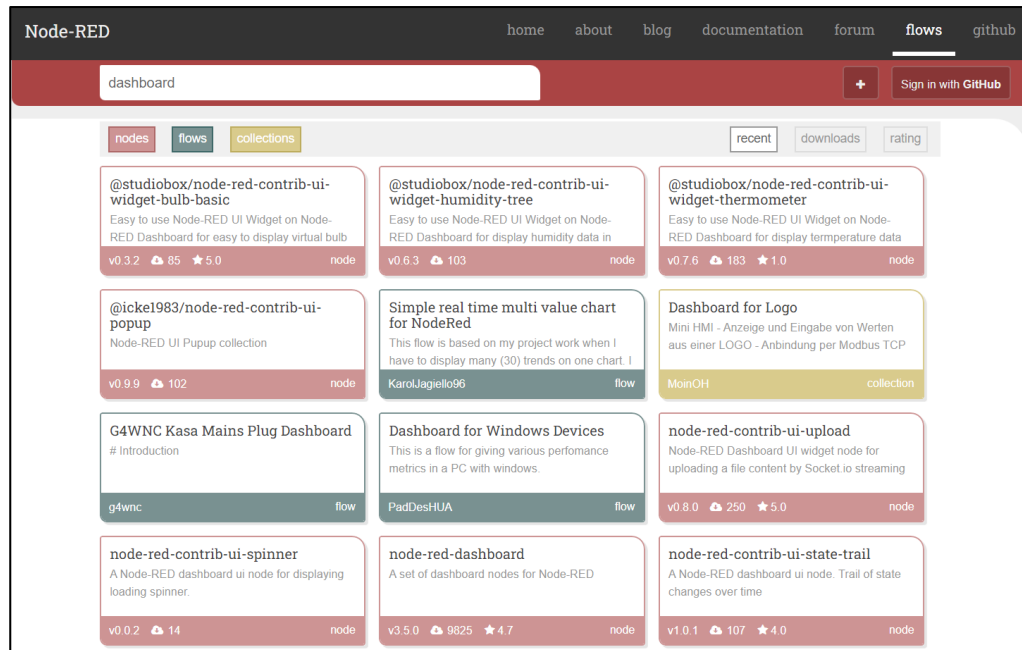 Node-RED
home about blog documentation forum flows github
dashboard
+ Sign in with GitHub
nodes flows collections
recent downloads rating
@studiobox/node-red-contrib-ui-
widget-bulb-basic
Easy to use Node-RED UI Widget on Node-
RED Dashboard for easy to display virtual bulb
v0.3.2 85 5.0 node
@studiobox/node-red-contrib-ui-
widget-humidity-tree
Easy to use Node-RED UI Widget on Node-
RED Dashboard for display humidity data in
v0.6.3 103 node
@studiobox/node-red-contrib-ui-
widget-thermometer
Easy to use Node-RED UI Widget on Node-
RED Dashboard for display termperature data
v0.7.6 183 1.0 node
@icke1983/node-red-contrib-ui-
popup
Node-RED UI Pupup collection
v0.9.9 102 node
Simple real time multi value chart
for NodeRed
This flow is based on my project work when I
have to display many (30) trends on one chart. I
KarolJagiello96 flow
Dashboard for Logo
Mini HMI - Anzeige und Eingabe von Werten
aus einer LOGO - Anbindung per Modbus TCP
MoinOH collection
G4WNC Kasa Mains Plug Dashboard
# Introduction
g4wnc flow
Dashboard for Windows Devices
This is a flow for giving various perfomance
metrics in a PC with windows.
PadDesHUA flow
node-red-contrib-ui-upload
Node-RED Dashboard UI widget node for
uploading a file content by Socket.io streaming
v0.8.0 250 5.0 node
node-red-contrib-ui-spinner
A Node-RED dashboard ui node for displaying
loading spinner.
v0.0.2 14 node
node-red-dashboard
A set of dashboard nodes for Node-RED
v3.5.0 9825 4.7 node
node-red-contrib-ui-state-trail
A Node-RED dashboard ui node. Trail of state
changes over time
v1.0.1 107 4.0 node